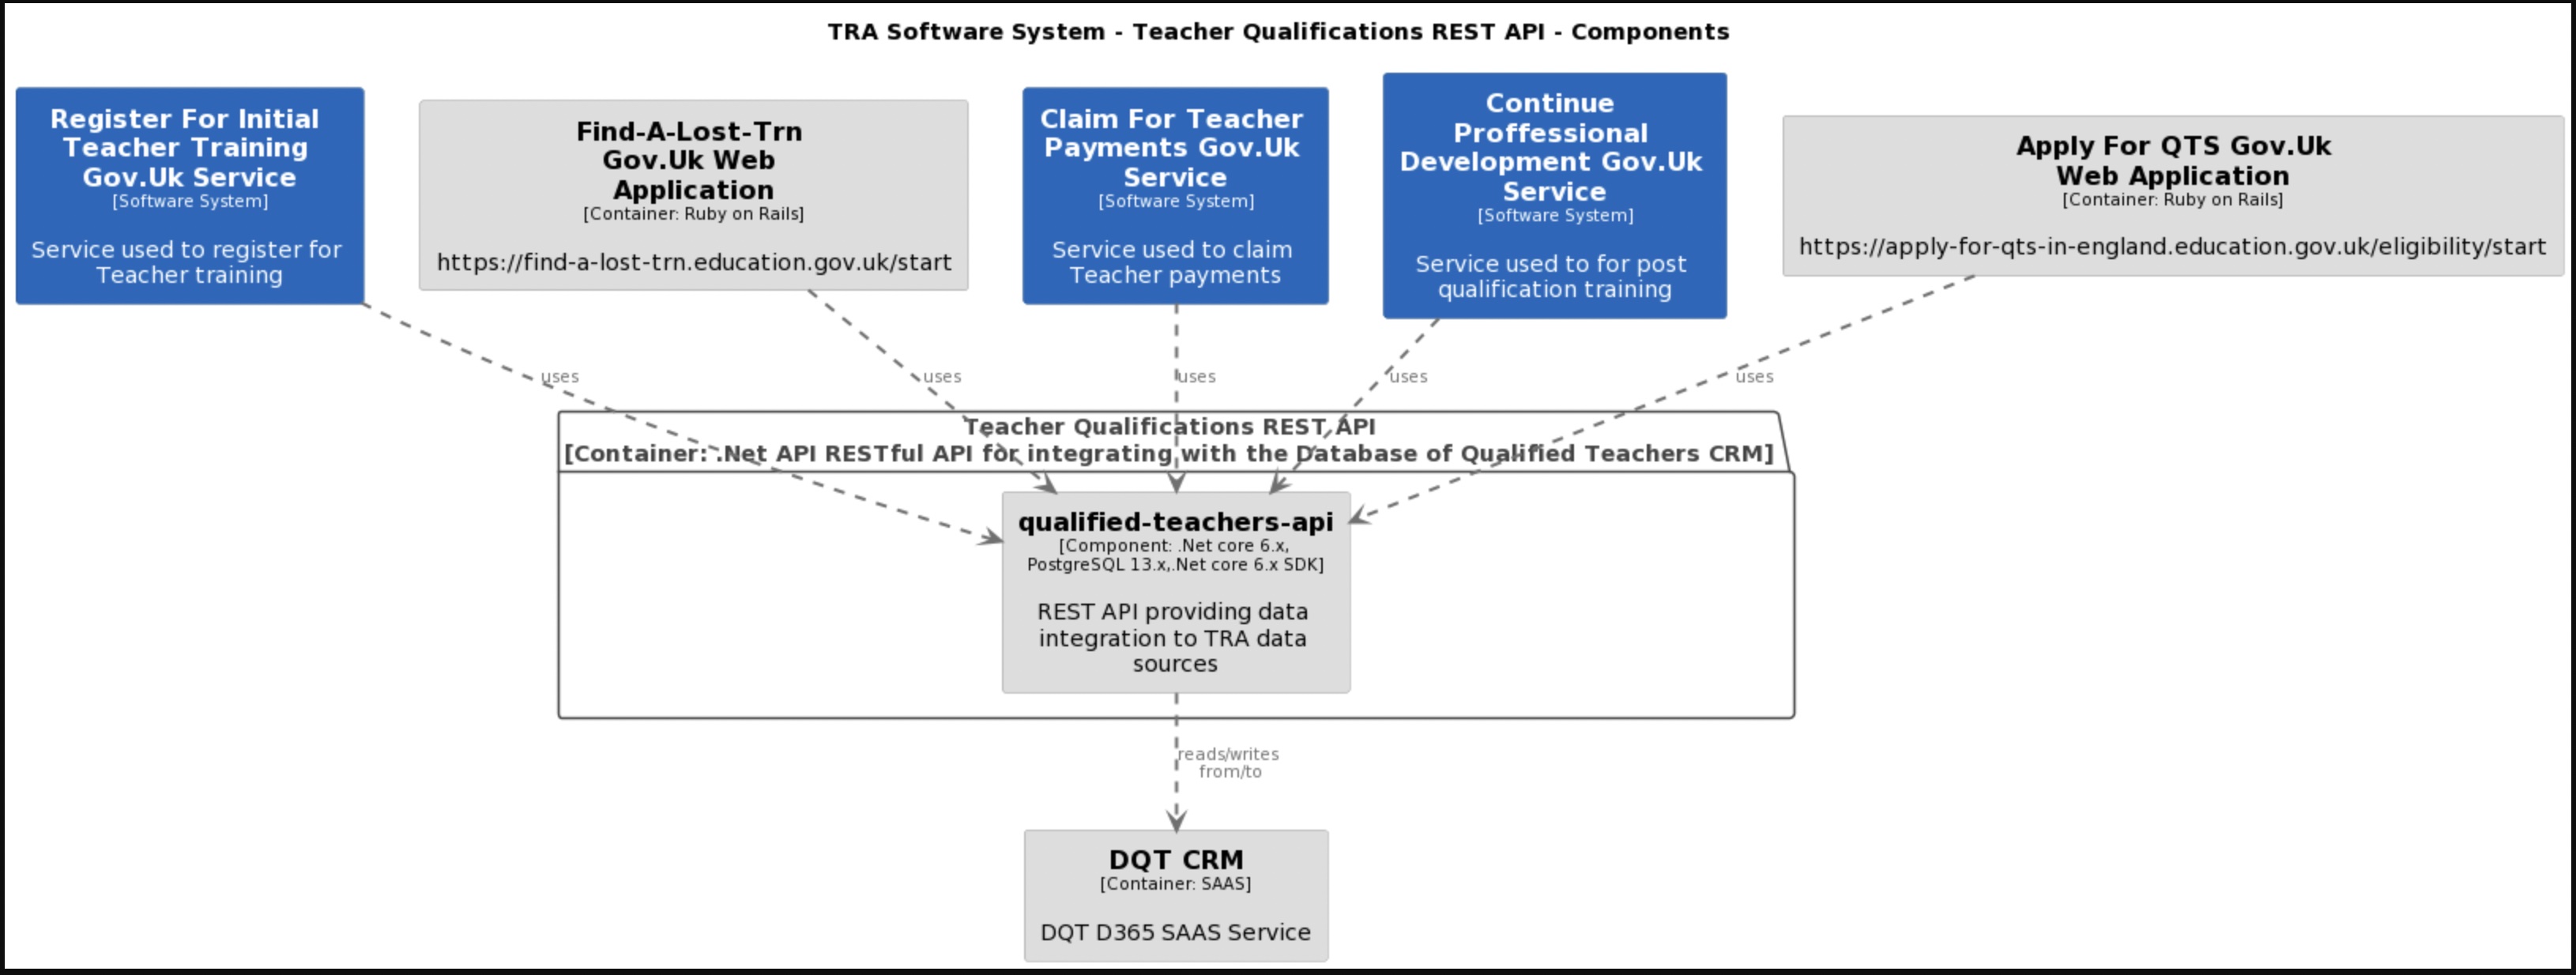 TRA Software System - Teacher Qualifications REST API - Components
Register For Initial
Teacher Training
Gov.Uk Service
[Software System]
Service used to register for
Teacher training
Find-A-Lost-Trn
Gov.Uk Web
Application
[Container: Ruby on Rails]
https://find-a-lost-trn.education.gov.uk/start
Claim For Teacher
Payments Gov.Uk
Service
[Software System]
Service used to claim
Teacher payments
Continue
Proffessional
Development Gov.Uk
Service
[Software System]
Service used to for post
qualification training
Apply For QTS Gov.Uk
Web Application
[Container: Ruby on Rails]
https://apply-for-qts-in-england.education.gov.uk/eligibility/start
uses
uses
uses
uses
uses
Teacher Qualifications REST API
[Container: .Net API RESTful API for integrating with the Database of Qualified Teachers CRM]
qualified-teachers-api
[Component: .Net core 6.x,
PostgreSQL 13.x,.Net core 6.x SDK]
REST API providing data
integration to TRA data
sources
reads/writes
from/to
DQT CRM
[Container: SAAS]
DQT D365 SAAS Service